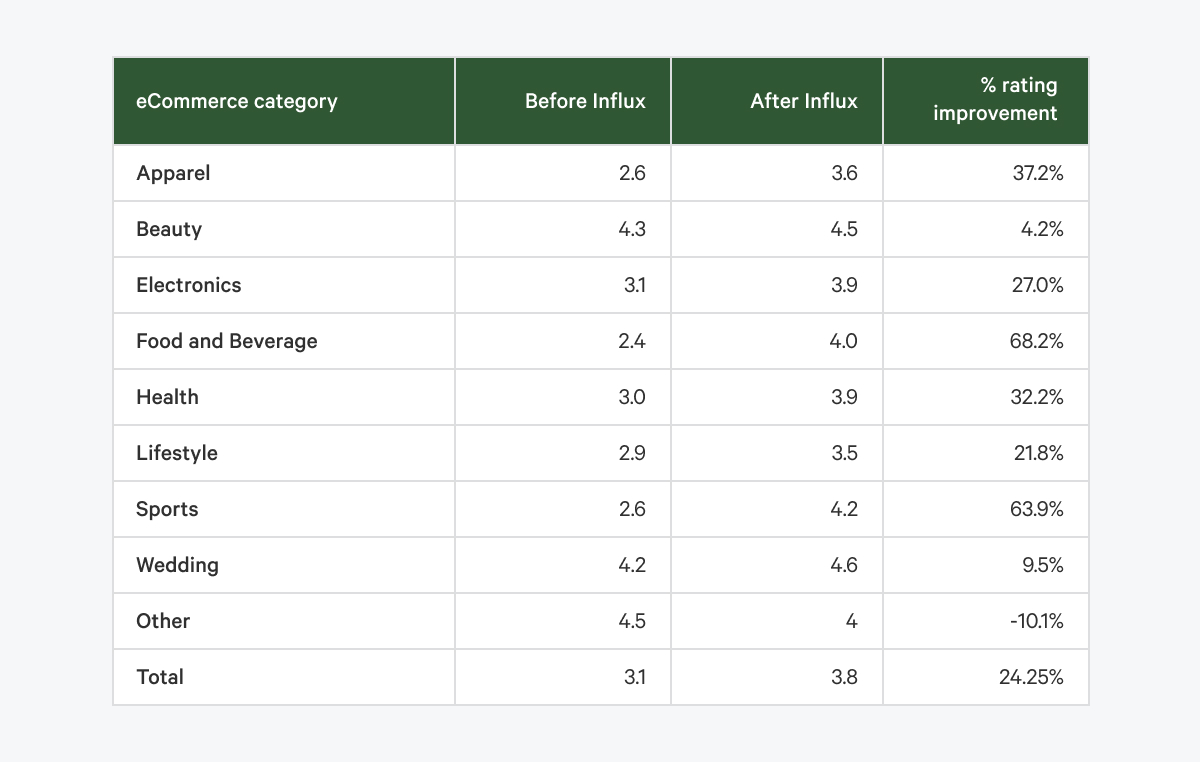 eCommerce category Before Influx After Influx % rating improvement
Apparel 2.6 3.6 37.2%
Beauty 4.3 4.5 4.2%
Electronics 3.1 3.9 27.0%
Food and Beverage 2.4 4.0 68.2%
Health 3.0 3.9 32.2%
Lifestyle 2.9 3.5 21.8%
Sports 2.6 4.2 63.9%
Wedding 4.2 4.6 9.5%
Other 4.5 4 -10.1%
Total 3.1 3.8 24.25%